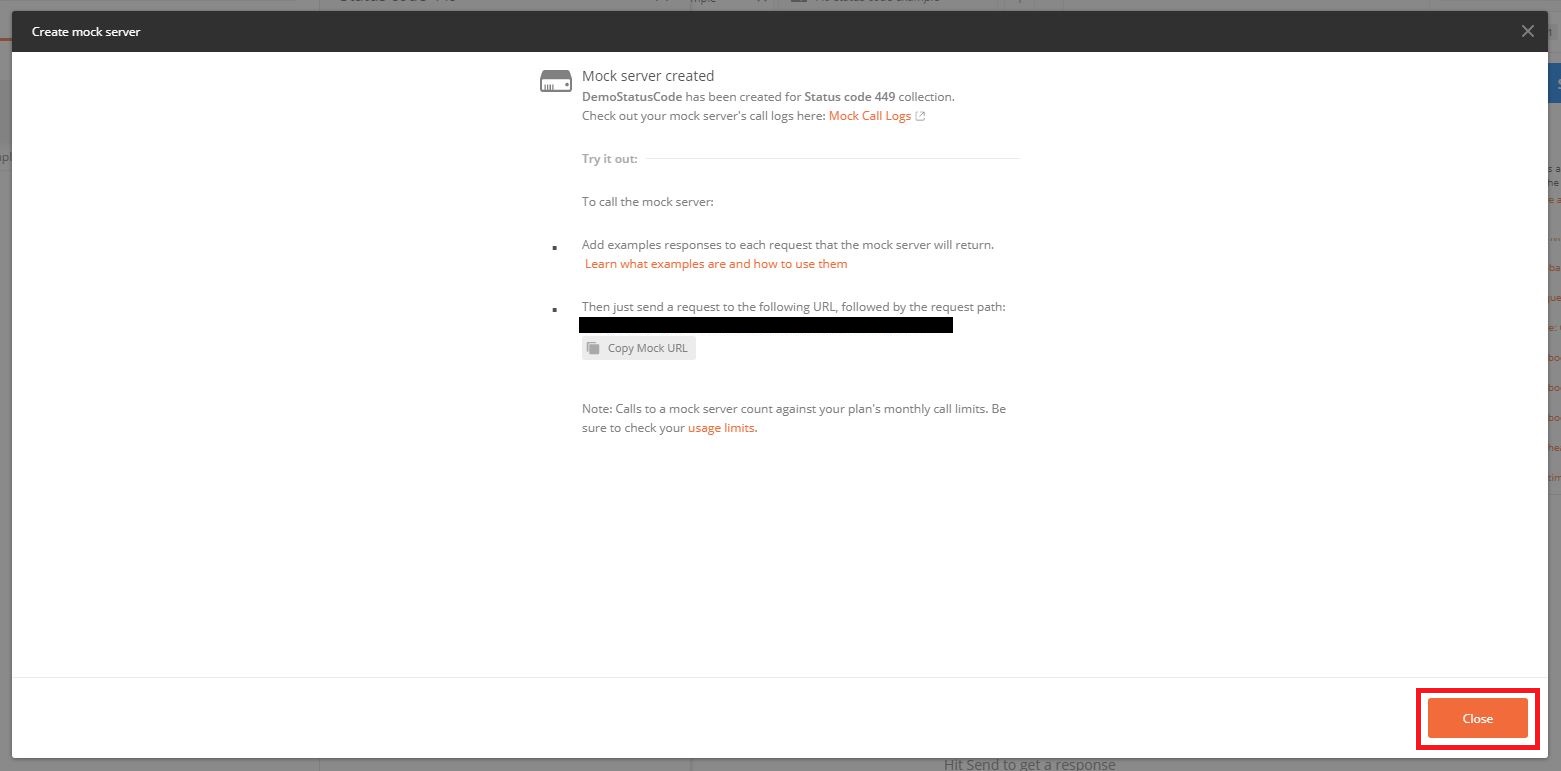 Create mock server
Mock server created
DemoStatusCode has been created for Status code 449 collection.
Check out your mock server's call logs here: Mock Call Logs
Try it out:
To call the mock server:
Add examples responses to each request that the mock server will return.
Learn what examples are and how to use them
Then just send a request to the following URL, followed by the request path:
Copy Mock URL
Note: Calls to a mock server count against your plan's monthly call limits. Be
sure to check your usage limits.
Close
Hit Send to get a response